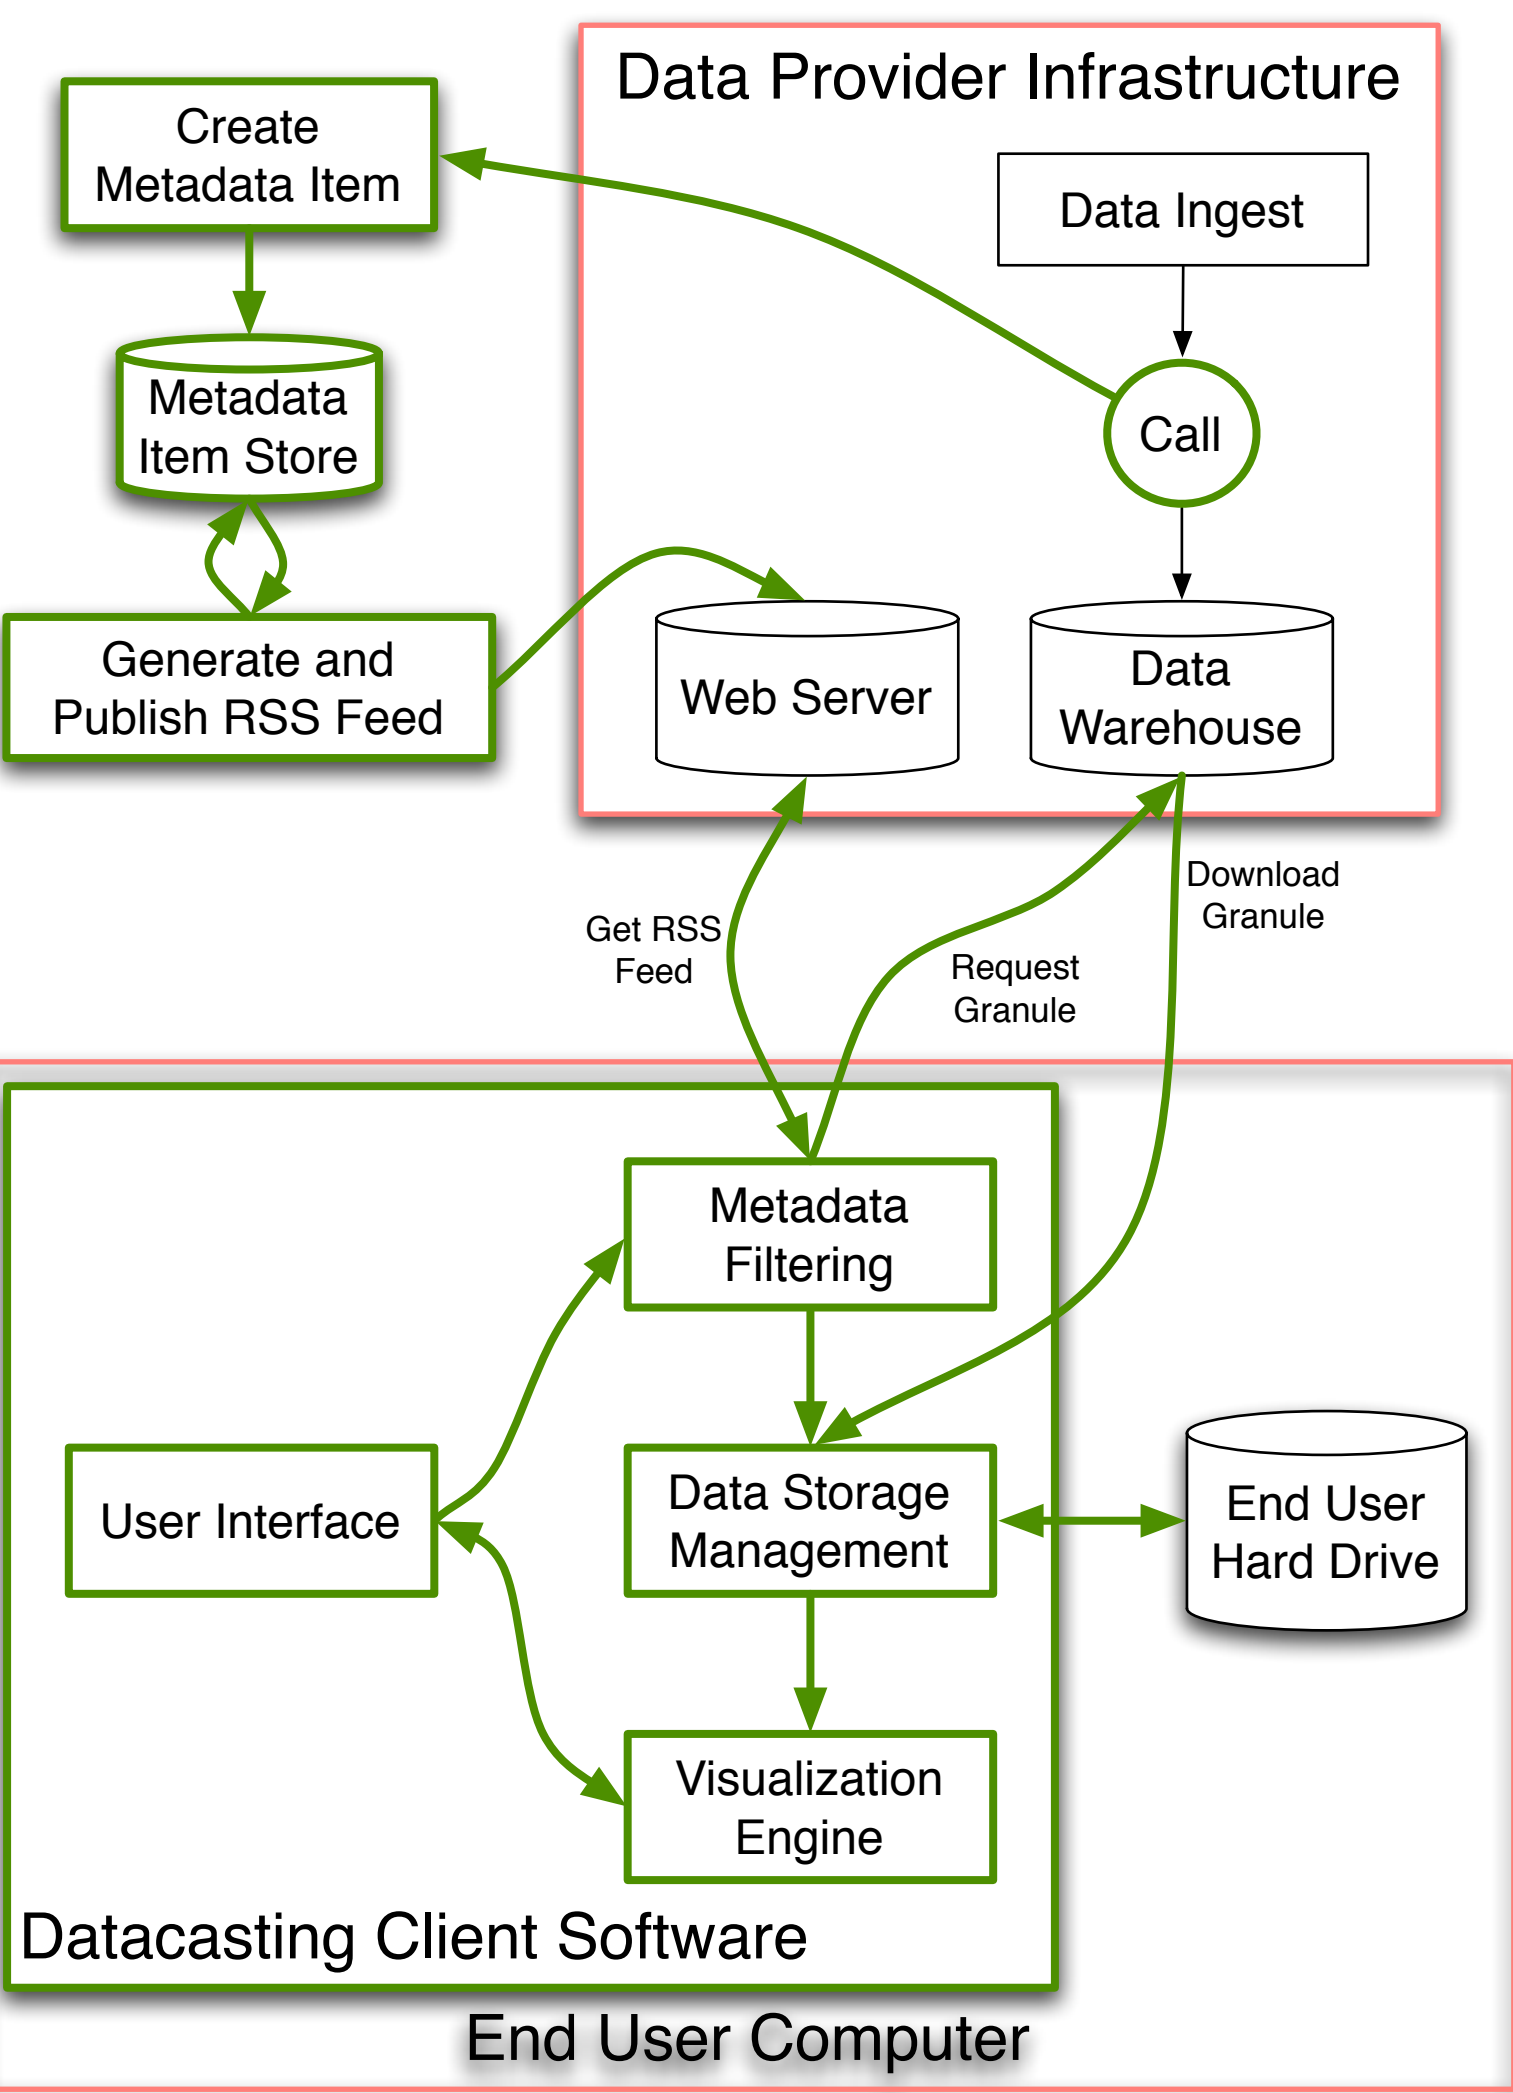 Data Provider Infrastructure
Create
Metadata Item
Data Ingest
Metadata
Item Store
Call
Generate and
Publish RSS Feed
Web Server
Data
Warehouse
Get RSS
Feed
Request
Granule
Download
Granule
Metadata
Filtering
User Interface
Data Storage
Management
End User
Hard Drive
Visualization
Engine
Datacasting Client Software
End User Computer